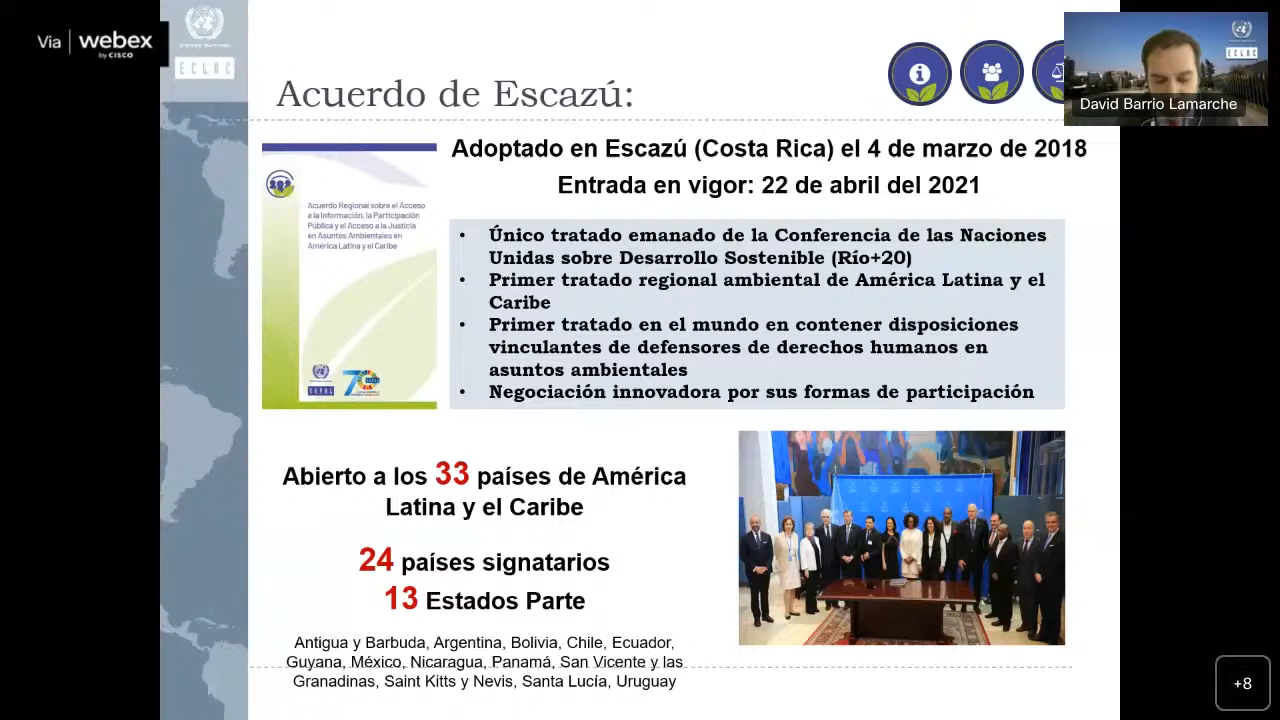 Via webex
by CISCO
UNITED NATIONS
ECLAC
Acuerdo de Escazú:
ECLAC
David Barrio Lamarche
Adoptado en Escazú (Costa Rica) el 4 de marzo de 2018
Entrada en vigor: 22 de abril del 2021
Acuerdo Regional sobre el Acceso
a la Información, la Participación
Pública y el Acceso a la Justicia
en Asuntos Ambientales en
América Latina y el Caribe
CEPAL
• Único tratado emanado de la Conferencia de las Naciones
Unidas sobre Desarrollo Sostenible (Río+20)
• Primer tratado regional ambiental de América Latina y el
Caribe
• Primer tratado en el mundo en contener disposiciones
vinculantes de defensores de derechos humanos en
asuntos ambientales
• Negociación innovadora por sus formas de participación
Abierto a los 33 países de América
Latina y el Caribe
24 países signatarios
13 Estados Parte
Antigua y Barbuda, Argentina, Bolivia, Chile, Ecuador,
Guyana, México, Nicaragua, Panamá, San Vicente y las
Granadinas, Saint Kitts y Nevis, Santa Lucía, Uruguay
+8